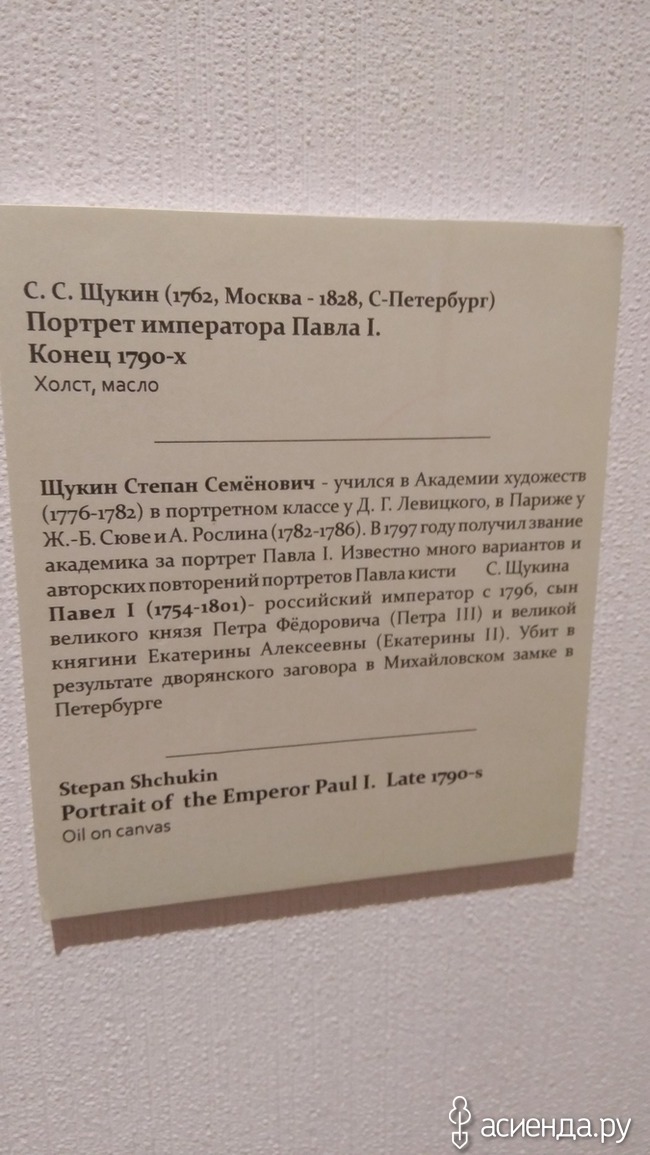 С. С. Щукин (1762, Москва - 1828, С-Петербург)
Портрет императора Павла I.
Конец 1790-х
Холст, масло
Щукин Степан Семёнович - учился в Академии художеств
(1776-1782) в портретном классе у Д. Г. Левицкого, в Париже у
Ж.-Б. Сюве и А. Рослина (1782-1786). В 1797 году получил звание
академика за портрет Павла I. Известно много вариантов и
авторских повторений портретов Павла кисти С. Щукина
Павел I (1754-1801)- российский император с 1796, сын
великого князя Петра Фёдоровича (Петра III) и великой
княгини Екатерины Алексеевны (Екатерины II). Убит в
результате дворянского заговора в Михайловском замке в
Петербурге
Stepan Shchukin
Portrait of the Emperor Paul I. Late 1790-s
Oil on canvas
асиенда.ру